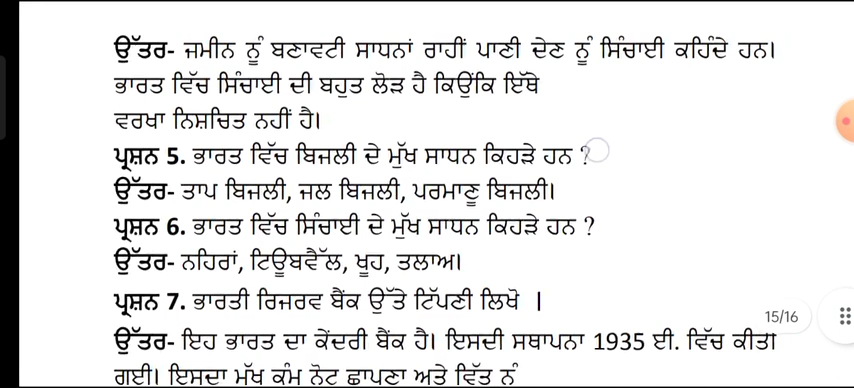 ਉੱਤਰ- ਜਮੀਨ ਨੂੰ ਬਣਾਵਟੀ ਸਾਧਨਾਂ ਰਾਹੀਂ ਪਾਣੀ ਦੇਣ ਨੂੰ ਸਿੰਚਾਈ ਕਹਿੰਦੇ ਹਨ।
ਭਾਰਤ ਵਿੱਚ ਸਿੰਚਾਈ ਦੀ ਬਹੁਤ ਲੋੜ ਹੈ ਕਿਉਂਕਿ ਇੱਥੇ
ਵਰਖਾ ਨਿਸ਼ਚਿਤ ਨਹੀਂ ਹੈ।
ਪ੍ਰਸ਼ਨ 5. ਭਾਰਤ ਵਿੱਚ ਬਿਜਲੀ ਦੇ ਮੁੱਖ ਸਾਧਨ ਕਿਹੜੇ ਹਨ ?
ਉੱਤਰ- ਤਾਪ ਬਿਜਲੀ, ਜਲ ਬਿਜਲੀ, ਪਰਮਾਣੂ ਬਿਜਲੀ।
ਪ੍ਰਸ਼ਨ 6. ਭਾਰਤ ਵਿੱਚ ਸਿੰਚਾਈ ਦੇ ਮੁੱਖ ਸਾਧਨ ਕਿਹੜੇ ਹਨ ?
ਉੱਤਰ- ਨਹਿਰਾਂ, ਟਿਊਬਵੈੱਲ, ਖੂਹ, ਤਲਾਅ।
ਪ੍ਰਸ਼ਨ 7. ਭਾਰਤੀ ਰਿਜਰਵ ਬੈਂਕ ਉੱਤੇ ਟਿੱਪਣੀ ਲਿਖੋ ।
15/16
ਉੱਤਰ- ਇਹ ਭਾਰਤ ਦਾ ਕੇਂਦਰੀ ਬੈਂਕ ਹੈ। ਇਸਦੀ ਸਥਾਪਨਾ 1935 ਈ. ਵਿੱਚ ਕੀਤੀ
ਗਈ। ਇਸਦਾ ਮੁੱਖ ਕੰਮ ਨੋਟ ਛਾਪਣਾ ਅਤੇ ਵਿੱਤ ਨੂੰ